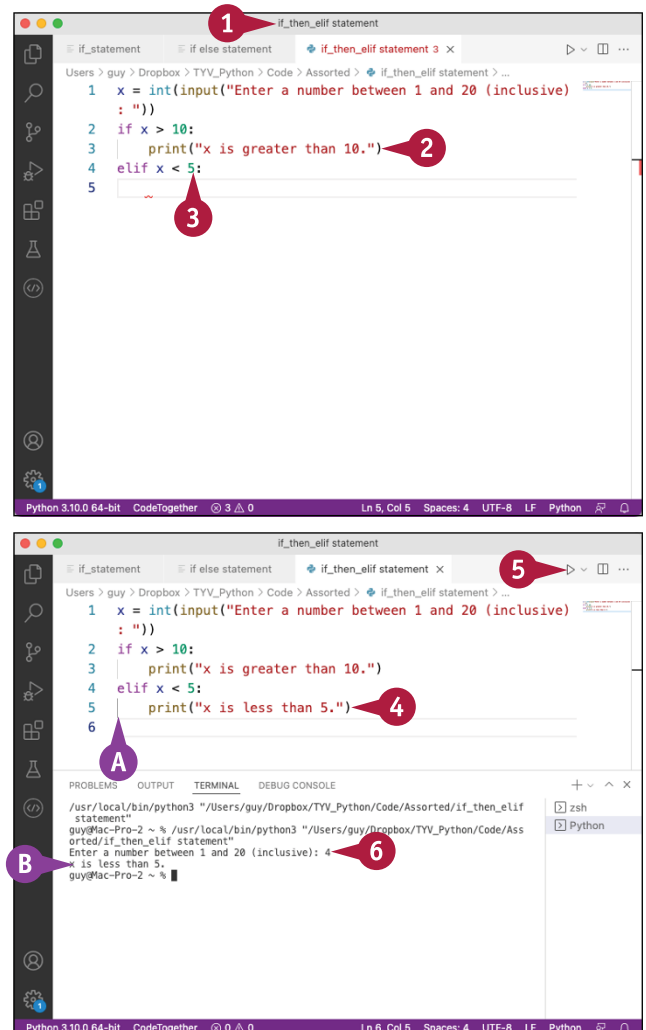 1
if_then_elif statement
if_statement if else statement if_then_elif statement 3 ×
Users > guy > Dropbox > TYV_Python > Code > Assorted > if_then_elif statement > ...
1 x = int(input("Enter a number between 1 and 20 (inclusive)
: "))
2 if x > 10:
3 print("x is greater than 10.") 2
4 elif x < 5:
5
3
1
Python 3.10.0 64-bit CodeTogether 3 0 Ln 5, Col 5 Spaces: 4 UTF-8 LF Python
if_then_elif statement
if_statement if else statement if_then_elif statement × 5
Users > guy > Dropbox > TYV_Python > Code > Assorted > if_then_elif statement > ...
1 x = int(input("Enter a number between 1 and 20 (inclusive)
: "))
2 if x > 10:
3 print("x is greater than 10.")
4 elif x < 5:
5 print("x is less than 5.") 4
6
A
PROBLEMS OUTPUT TERMINAL DEBUG CONSOLE
/usr/local/bin/python3 "/Users/guy/Dropbox/TYV_Python/Code/Assorted/if_then_elif zsh
statement"
guy@Mac-Pro-2 ~ % /usr/local/bin/python3 "/Users/guy/Dropbox/TYV_Python/Code/Ass Python
orted/if_then_elif statement"
Enter a number between 1 and 20 (inclusive): 4 6
B x is less than 5.
guy@Mac-Pro-2 ~ %
1
Python 3.10.0 64-bit CodeTogether 0 0 Ln 6, Col 5 Spaces: 4 UTF-8 LF Python